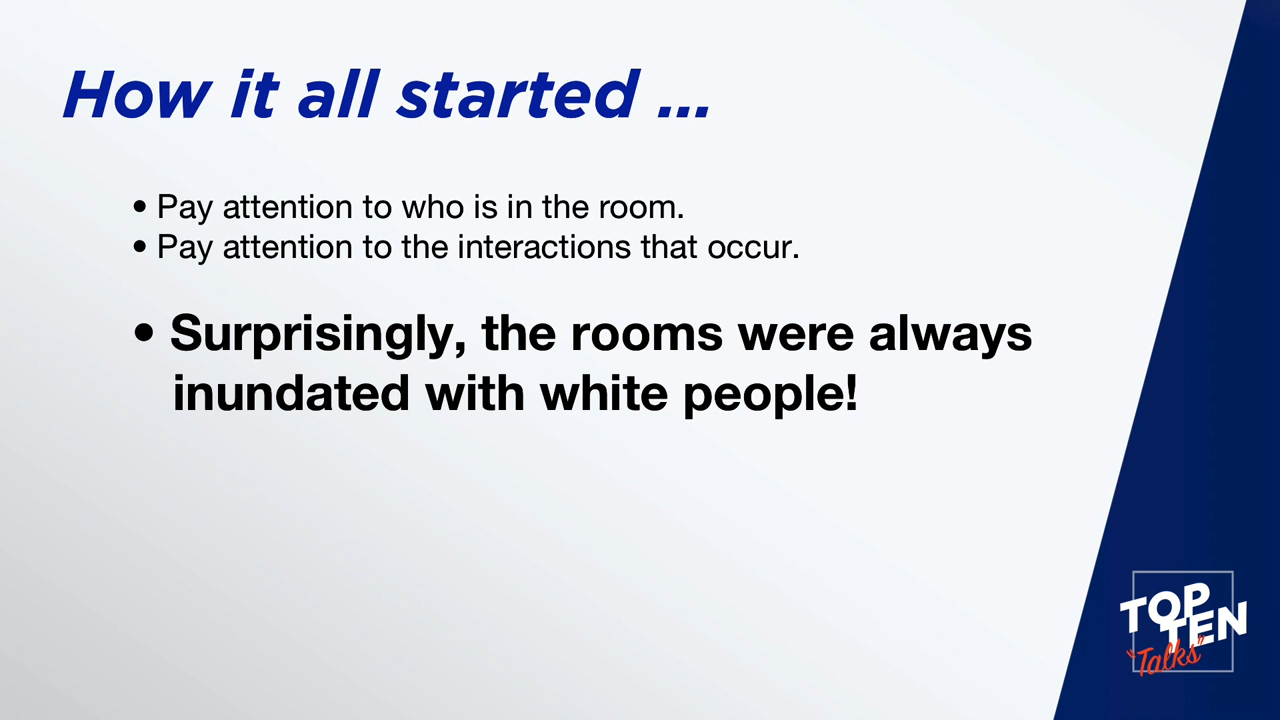 How it all started ...
• Pay attention to who is in the room.
• Pay attention to the interactions that occur.
• Surprisingly, the rooms were always
inundated with white people!
TOP
TEN
"Talks"